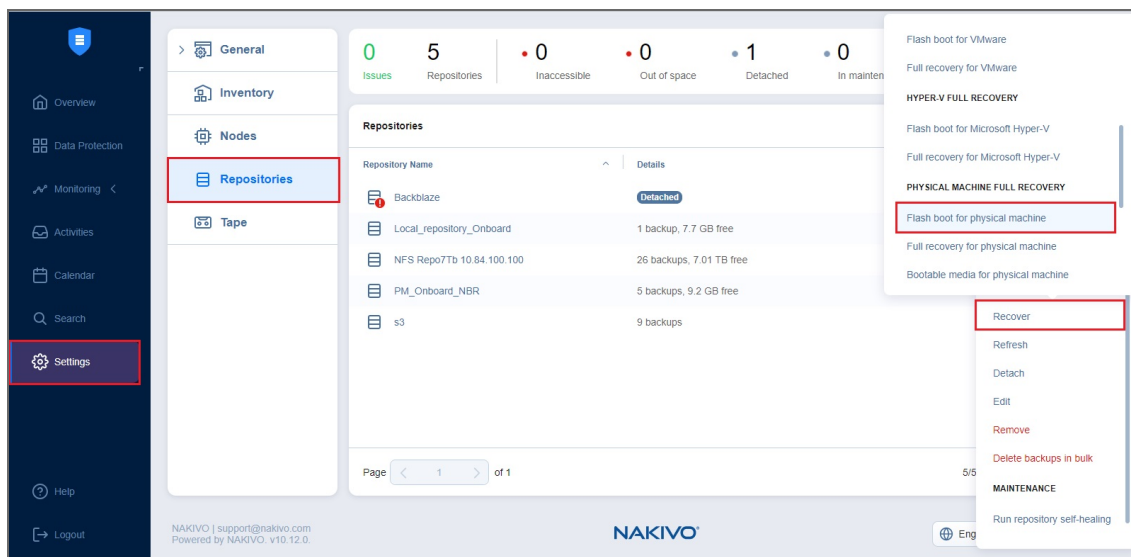 Overview
Data Protection
Monitoring
Activities
Calendar
Search
Settings
Help
Logout
General
Inventory
Nodes
Repositories
Tape
0
Issues
5
Repositories
0
Inaccessible
0
Out of space
1
Detached
0
In mainten
Repositories
Repository Name
Details
Backblaze
Detached
Local_repository_Onboard
1 backup, 7.7 GB free
NFS Repo7Tb 10.84.100.100
26 backups, 7.01 TB free
PM_Onboard_NBR
5 backups, 9.2 GB free
s3
9 backups
Page
1
of 1
5/5
Flash boot for VMware
Full recovery for VMware
HYPER-V FULL RECOVERY
Flash boot for Microsoft Hyper-V
Full recovery for Microsoft Hyper-V
PHYSICAL MACHINE FULL RECOVERY
Flash boot for physical machine
Full recovery for physical machine
Bootable media for physical machine
Recover
Refresh
Detach
Edit
Remove
Delete backups in bulk
MAINTENANCE
Run repository self-healing
NAKIVO | support@nakivo.com
Powered by NAKIVO. v10.12.0.
NAKIVO®
Eng